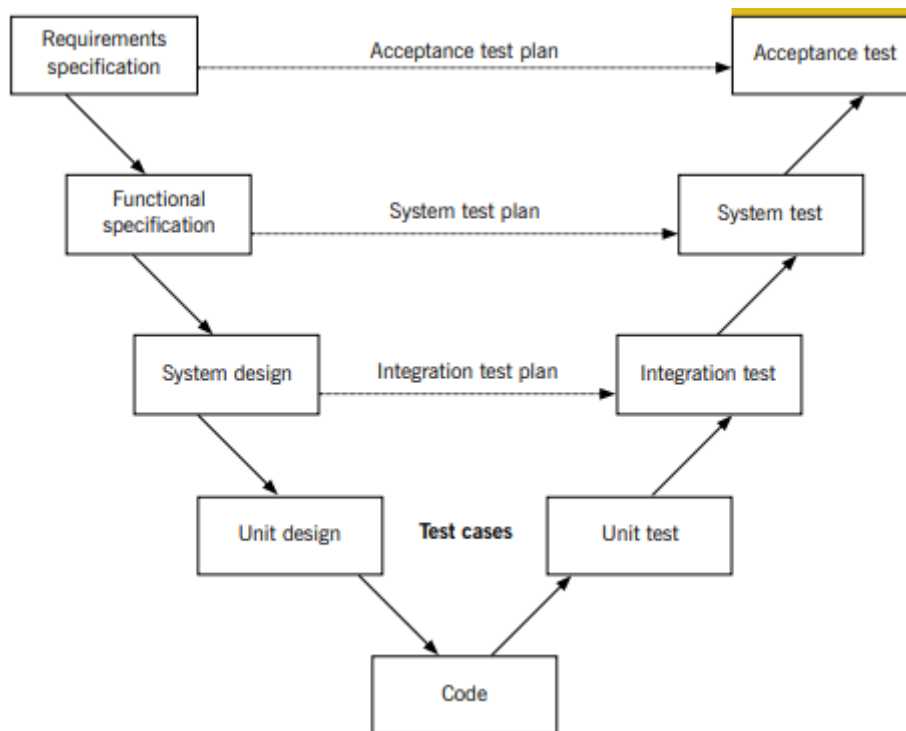 Requirements
specification
Acceptance test plan
Acceptance test
Functional
specification
System test plan
System test
System design
Integration test plan
Integration test
Unit design
Test cases
Unit test
Code